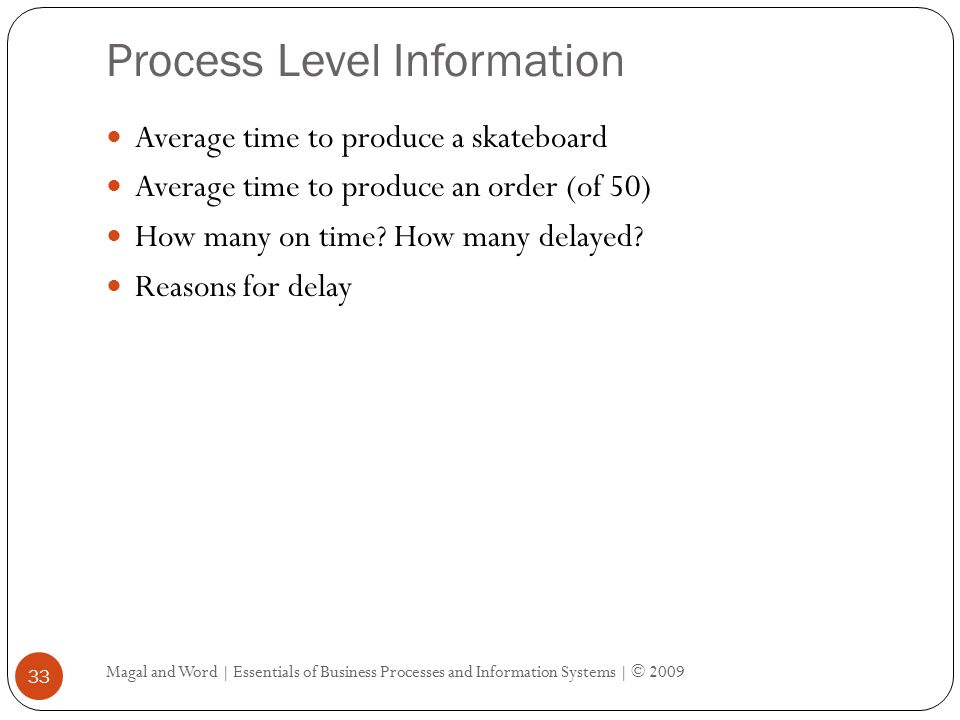 Process Level Information
Average time to produce a skateboard
Average time to produce an order (of 50)
How many on time? How many delayed?
Reasons for delay
33
Magal and Word | Essentials of Business Processes and Information Systems | © 2009